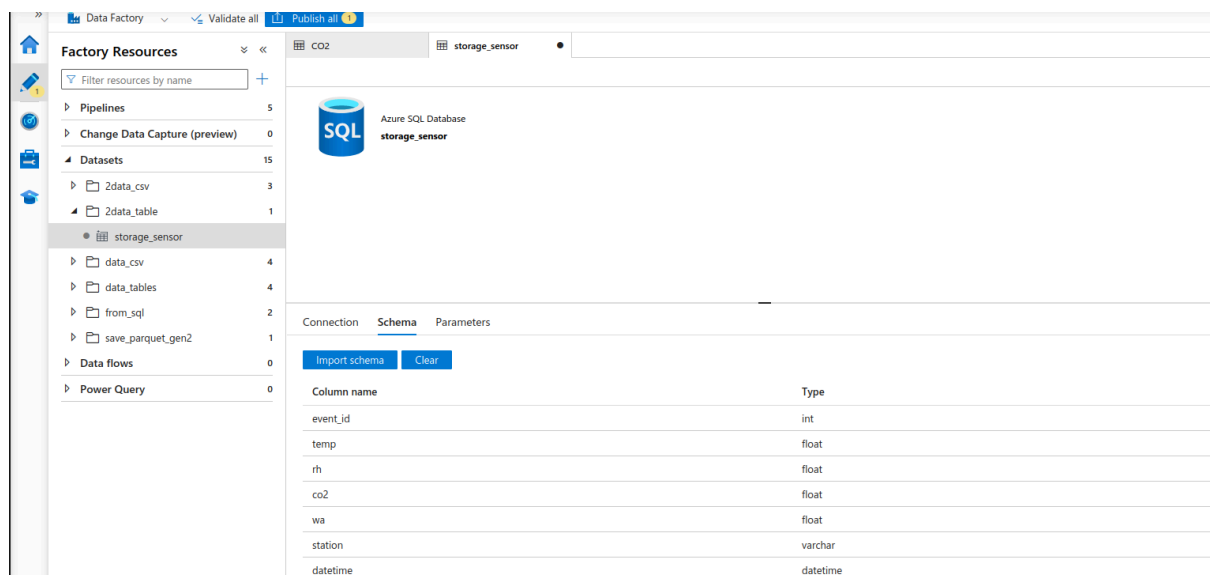 »
Data Factory Validate all Publish all 1
Factory Resources
»
«
CO2
storage_sensor
Filter resources by name
+
1
Pipelines 5
Change Data Capture (preview) 0
Datasets 15
2data_csv 3
2data_table 1
storage_sensor
data_csv 4
data_tables 4
from_sql 2
save_parquet_gen2 1
Data flows 0
Power Query 0
SQL
Azure SQL Database
storage_sensor
Connection Schema Parameters
Import schema Clear
Column name Type
event_id int
temp float
rh float
co2 float
wa float
station varchar
datetime datetime